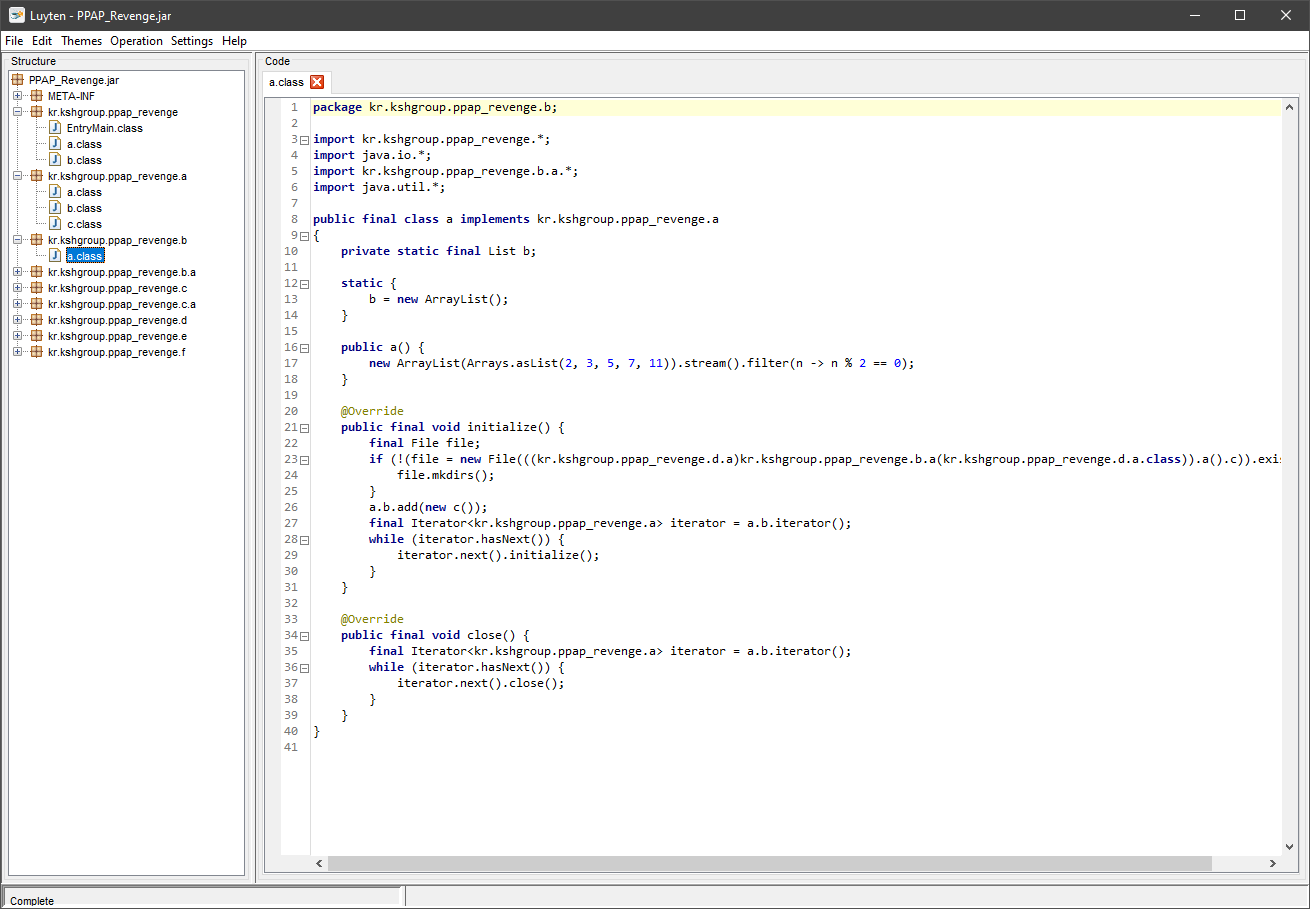 Luyten - PPAP_Revenge.jar
File Edit Themes Operation Settings Help
Structure
PPAP_Revenge.jar
META-INF
kr.kshgroup.ppap_revenge
EntryMain.class
a.class
b.class
kr.kshgroup.ppap_revenge.a
a.class
b.class
c.class
kr.kshgroup.ppap_revenge.b
a.class
kr.kshgroup.ppap_revenge.b.a
kr.kshgroup.ppap_revenge.c
kr.kshgroup.ppap_revenge.c.a
kr.kshgroup.ppap_revenge.d
kr.kshgroup.ppap_revenge.e
kr.kshgroup.ppap_revenge.f
Code
a.class
1 package kr.kshgroup.ppap_revenge.b;
2
3 import kr.kshgroup.ppap_revenge.*;
4 import java.io.*;
5 import kr.kshgroup.ppap_revenge.b.a.*;
6 import java.util.*;
7
8 public final class a implements kr.kshgroup.ppap_revenge.a
9 {
10     private static final List b;
11
12     static {
13         b = new ArrayList();
14     }
15
16     public a() {
17         new ArrayList(Arrays.asList(2, 3, 5, 7, 11)).stream().filter(n -> n % 2 == 0);
18     }
19
20     @Override
21     public final void initialize() {
22         final File file;
23         if (!(file = new File(((kr.kshgroup.ppap_revenge.d.a)kr.kshgroup.ppap_revenge.b.a(kr.kshgroup.ppap_revenge.d.a.class)).a().c)).exi
24             file.mkdirs();
25         }
26         a.b.add(new c());
27         final Iterator<kr.kshgroup.ppap_revenge.a> iterator = a.b.iterator();
28         while (iterator.hasNext()) {
29             iterator.next().initialize();
30         }
31     }
32
33     @Override
34     public final void close() {
35         final Iterator<kr.kshgroup.ppap_revenge.a> iterator = a.b.iterator();
36         while (iterator.hasNext()) {
37             iterator.next().close();
38         }
39     }
40 }
41
Complete